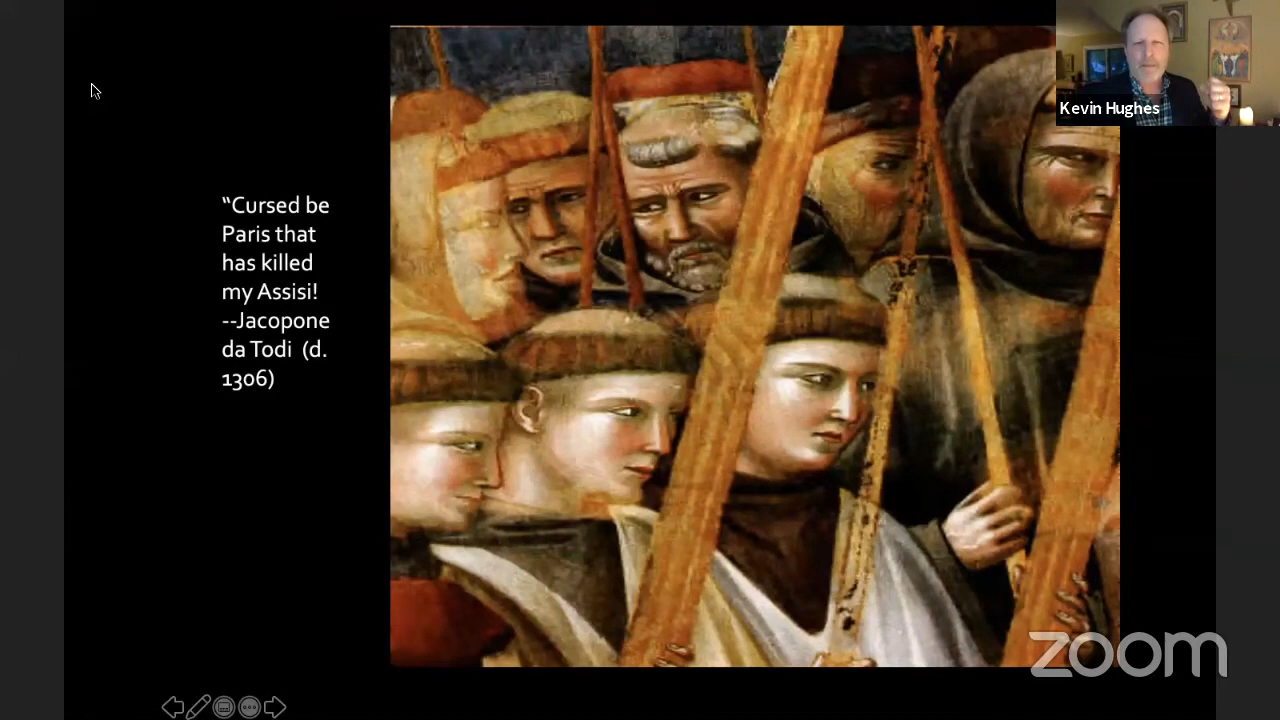 Kevin Hughes
“Cursed be
Paris that
has killed
my Assisi!
--Jacopone
da Todi (d.
1306)
zoom